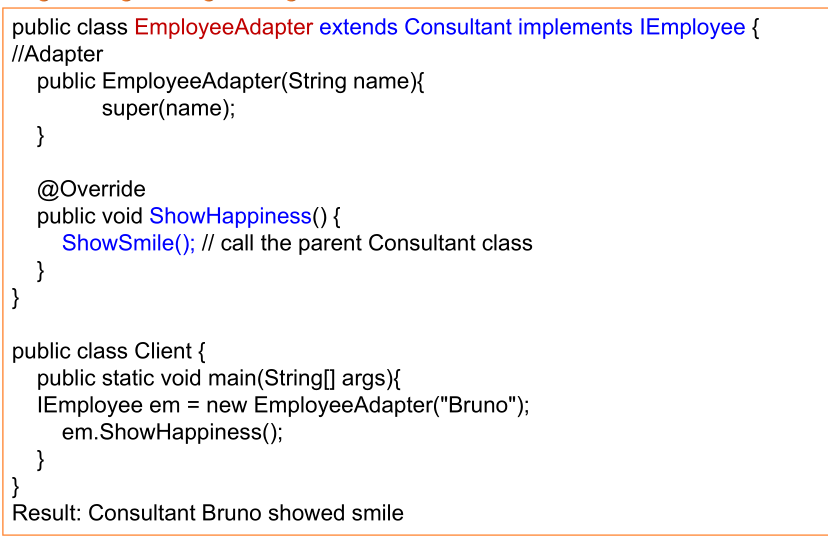 public class EmployeeAdapter extends Consultant implements IEmployee {
//Adapter
public EmployeeAdapter(String name){
super(name);
}
@Override
public void ShowHappiness() {
ShowSmile(); // call the parent Consultant class
}
}
public class Client {
public static void main(String[] args){
IEmployee em = new EmployeeAdapter("Bruno");
em.ShowHappiness();
}
}
Result: Consultant Bruno showed smile